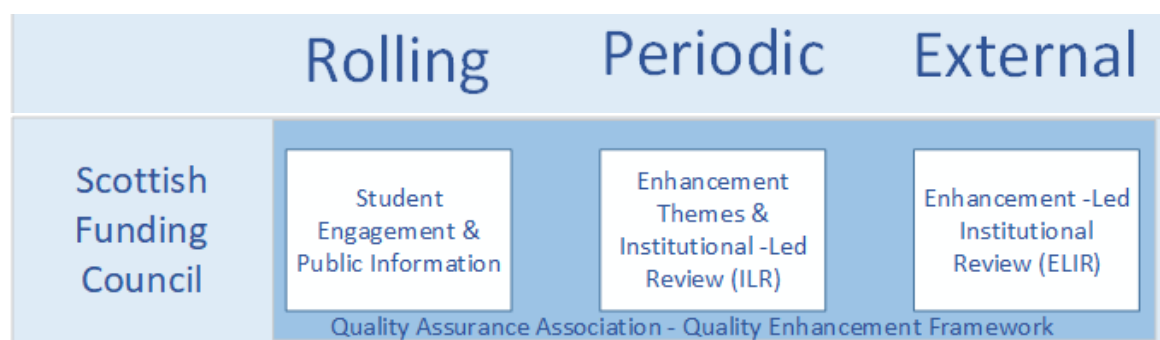 Rolling Periodic External
Scottish
Funding
Council
Student
Engagement &
Public Information
Enhancement
Themes &
Institutional -Led
Review (ILR)
Enhancement -Led
Institutional
Review (ELIR)
Quality Assurance Association - Quality Enhancement Framework